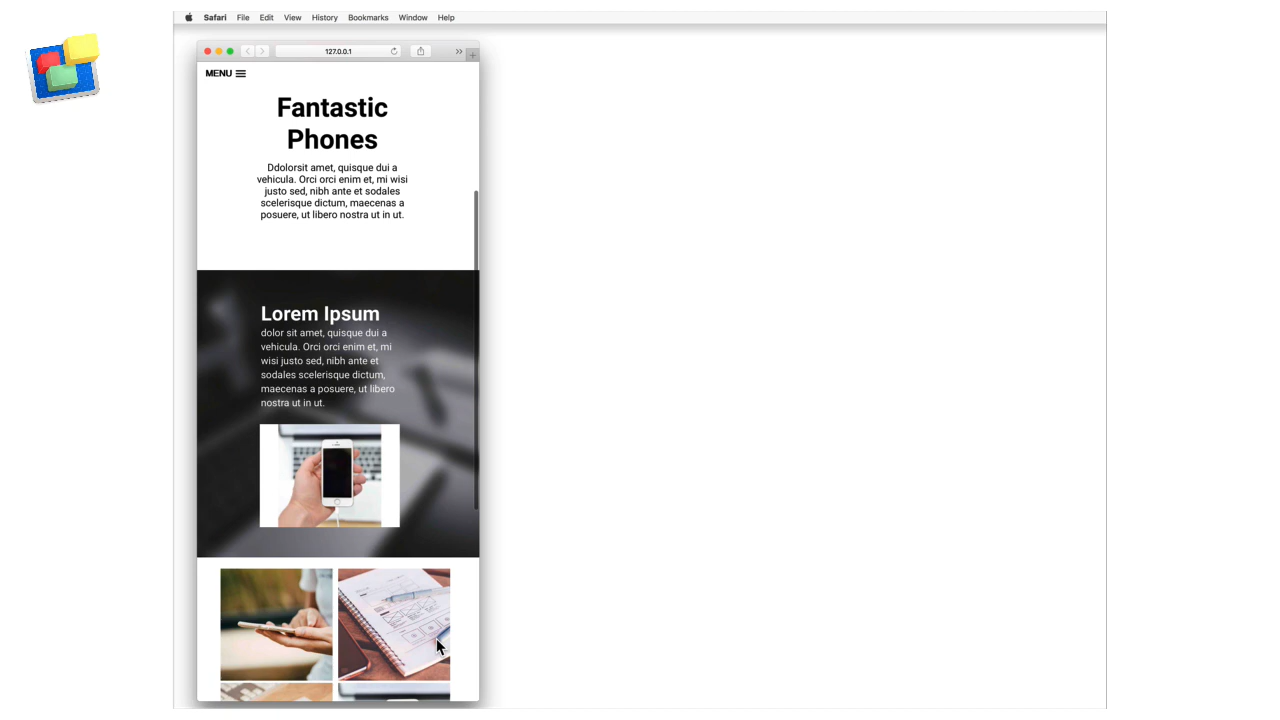 Safari File Edit View History Bookmarks Window Help
127.0.0.1
MENU
Fantastic
Phones
Ddolorsit amet, quisque dui a
vehicula. Orci orci enim et, mi wisi
justo sed, nibh ante et sodales
scelerisque dictum, maecenas a
posuere, ut libero nostra ut in ut.
Lorem Ipsum
dolor sit amet, quisque dui a
vehicula. Orci orci enim et, mi
wisi justo sed, nibh ante et
sodales scelerisque dictum,
maecenas a posuere, ut libero
nostra ut in ut.